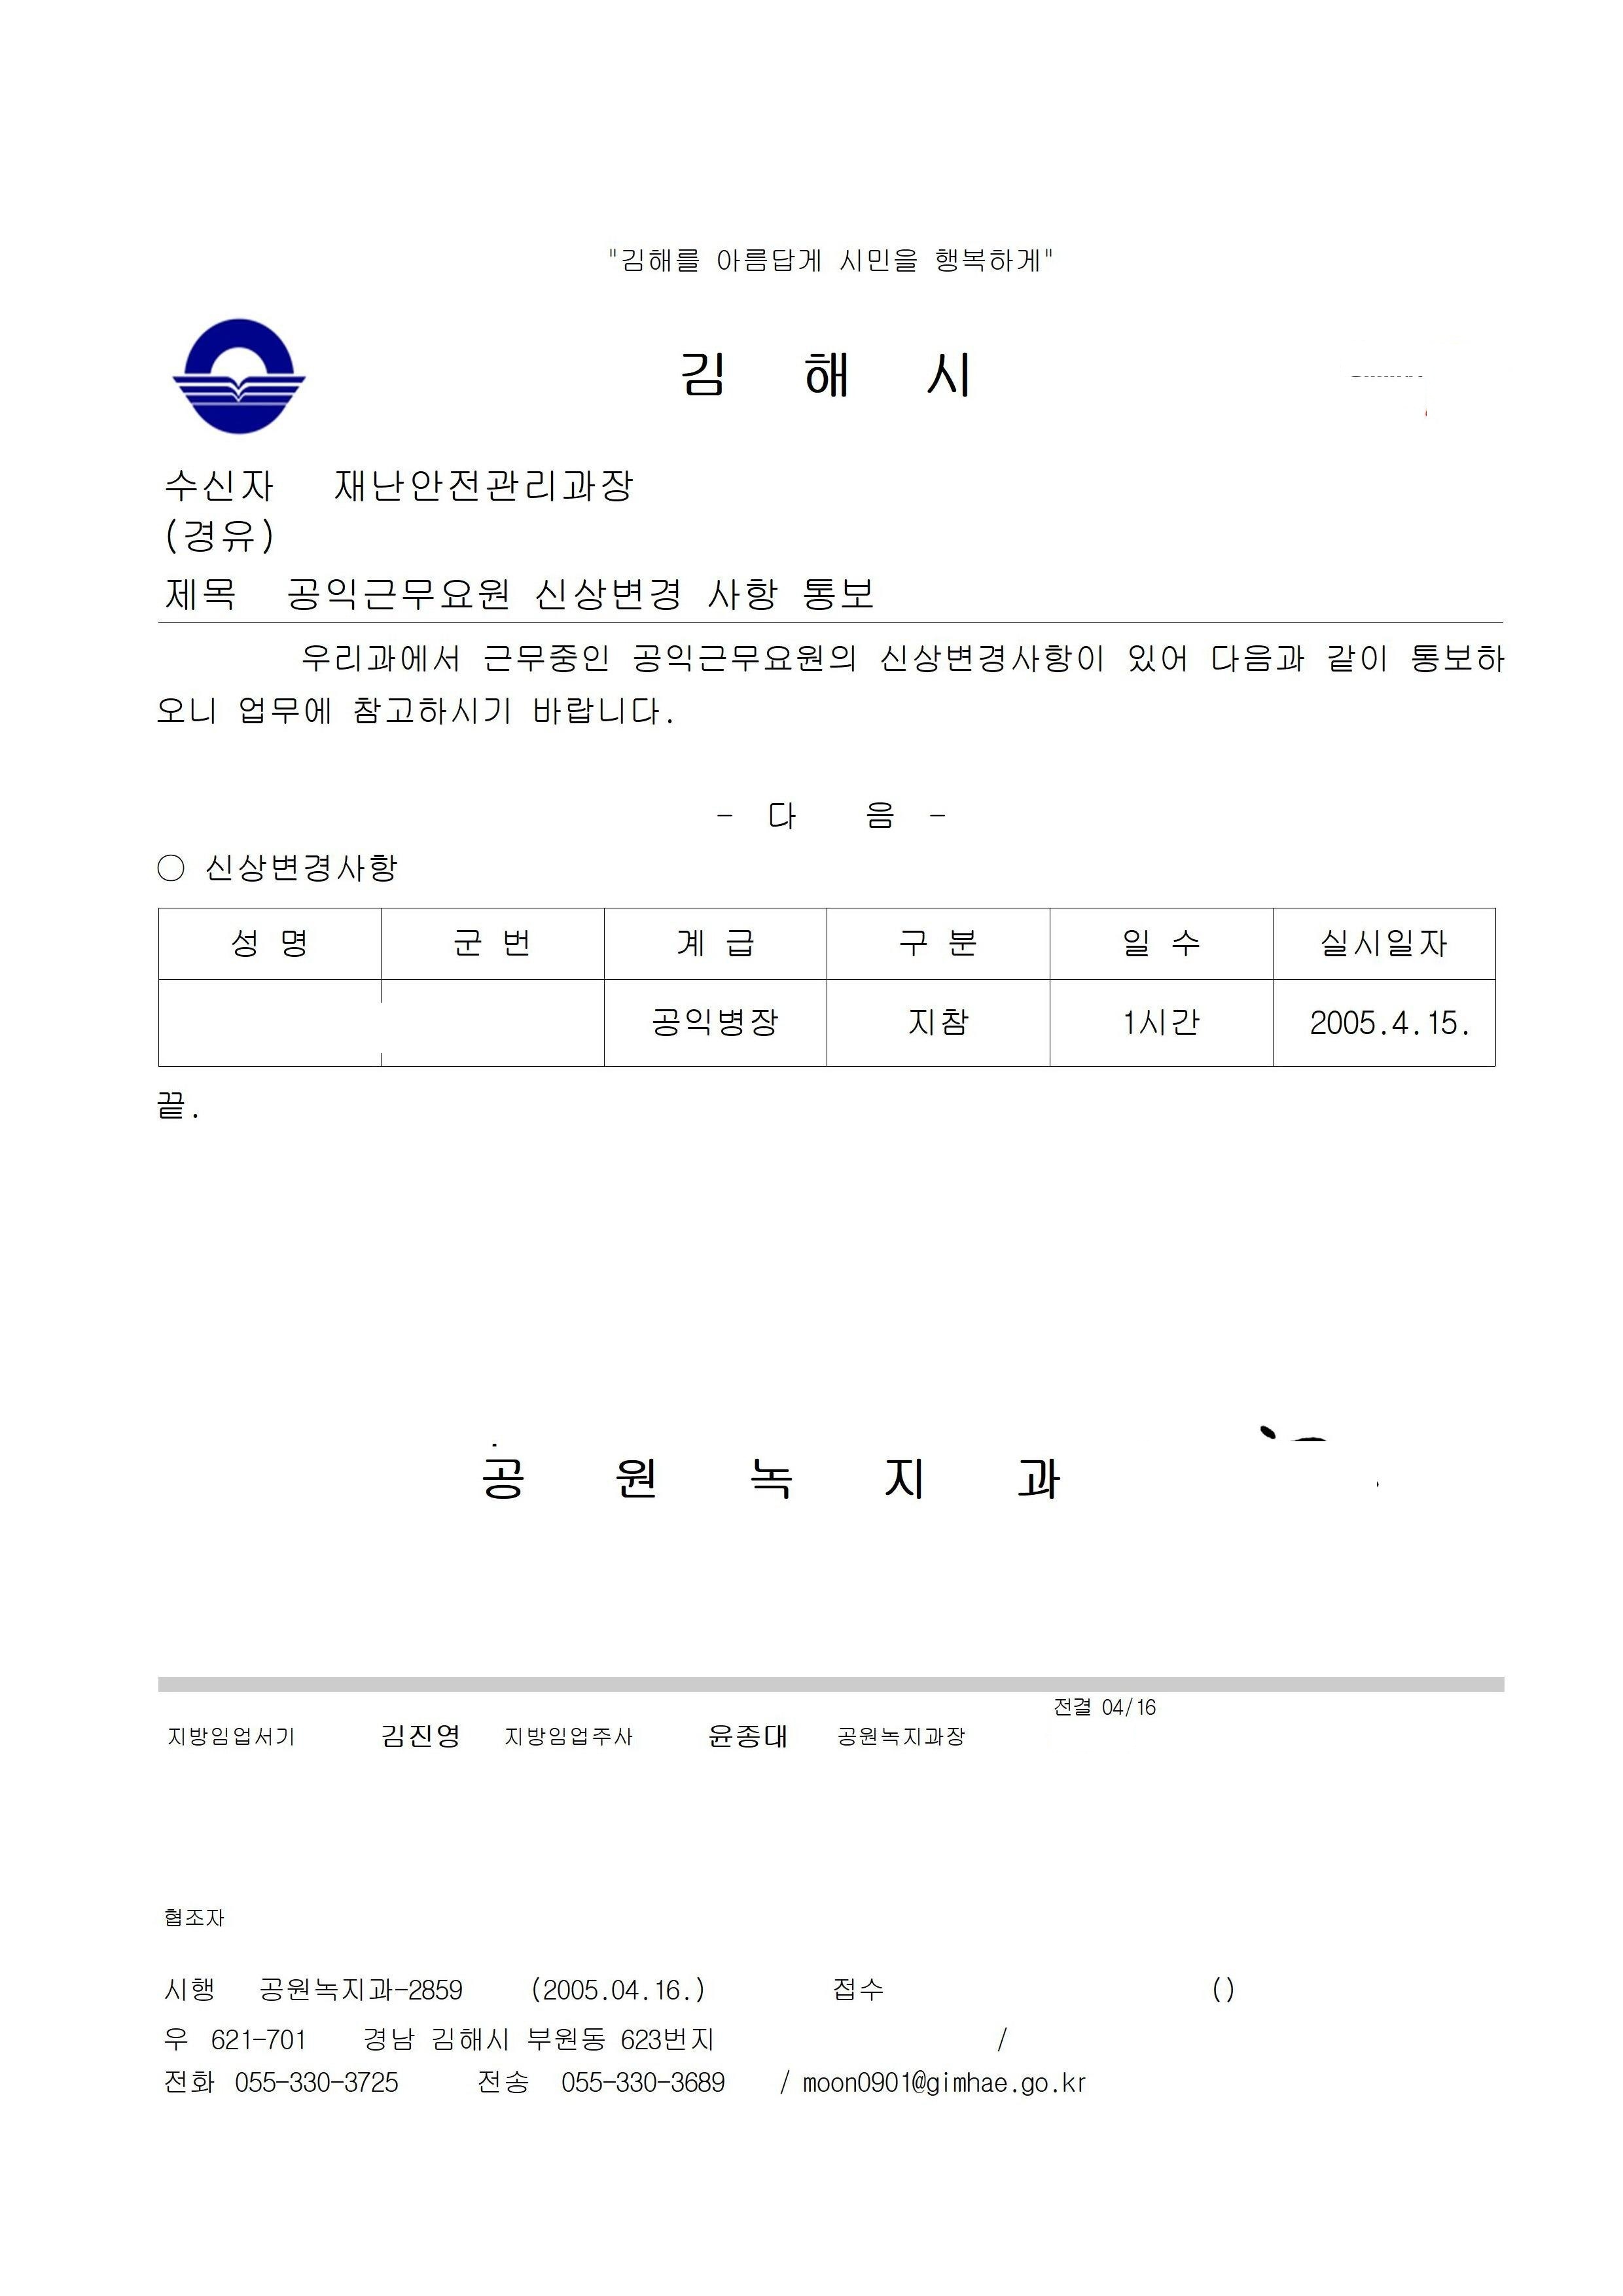 "김해를 아름답게 시민을 행복하게"
김 해 시
수신자 재난안전관리과장
(경유)
제목 공익근무요원 신상변경 사항 통보
우리과에서 근무중인 공익근무요원의 신상변경사항이 있어 다음과 같이 통보하
오니 업무에 참고하시기 바랍니다.
- 다 음 -
○ 신상변경사항
성 명 군 번 계 급 구 분 일 수 실시일자
공익병장 지참 1시간 2005.4.15.
끝.
공 원 녹 지 과
전결 04/16
지방임업서기 김진영 지방임업주사 윤종대 공원녹지과장
협조자
시행 공원녹지과-2859 (2005.04.16.) 접수 ()
우 621-701 경남 김해시 부원동 623번지 /
전화 055-330-3725 전송 055-330-3689 / moon0901@gimhae.go.kr